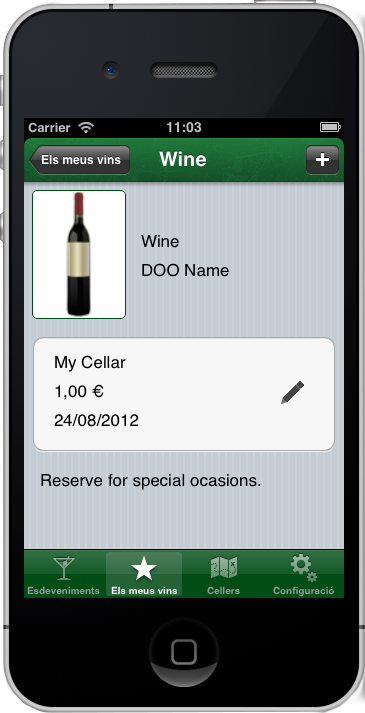 Carrier 11:03
Els meus vins Wine +
Wine
DOO Name
My Cellar
1,00 €
24/08/2012
Reserve for special ocasions.
Esdeveniments Els meus vins Cellers Configuració